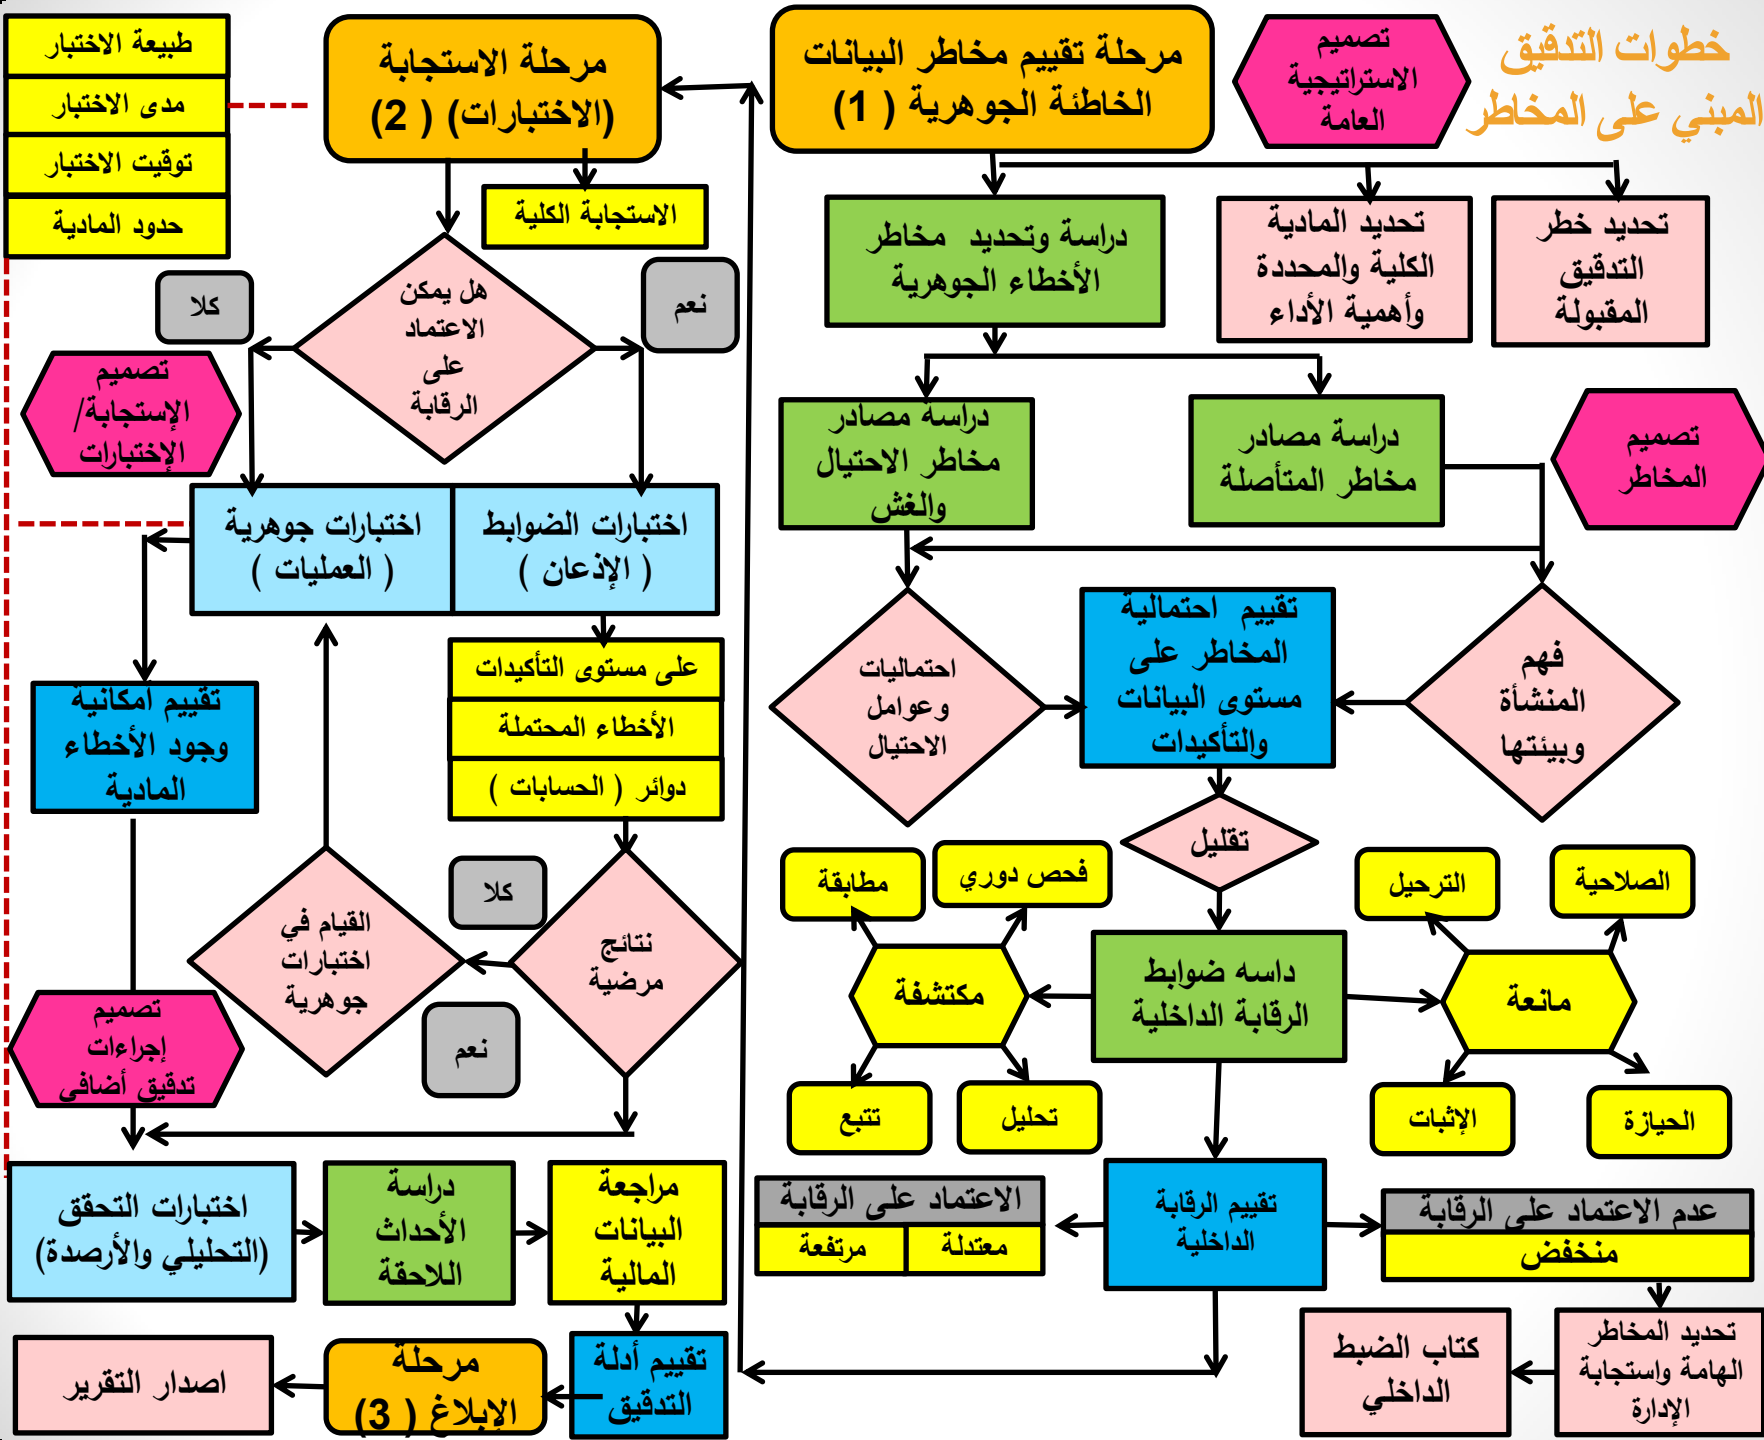 خطوات التدقيق
المبني على المخاطر
تصميم
الاستراتيجية
العامة
مرحلة تقييم مخاطر البيانات
الخاطئة الجوهرية ( 1)
تحديد خطر
التدقيق
المقبولة
تحديد المادية
الكلية والمحددة
وأهمية الأداء
دراسة وتحديد مخاطر
الأخطاء الجوهرية
تصميم
المخاطر
دراسة مصادر
مخاطر المتأصلة
دراسة مصادر
مخاطر الاحتيال
والغش
فهم
المنشأة
وبيئتها
تقييم احتمالية
المخاطر على
مستوى البيانات
والتأكيدات
احتماليات
وعوامل
الاحتيال
تقليل
الصلاحية
الترحيل
مانعة
الحيازة
الإثبات
داسه ضوابط
الرقابة الداخلية
فحص دوري
مطابقة
مكتشفة
تحليل
تتبع
تقييم الرقابة
الداخلية
عدم الاعتماد على الرقابة
منخفض
الاعتماد على الرقابة
معتدلة
مرتفعة
تحديد المخاطر
الهامة واستجابة
الإدارة
كتاب الضبط
الداخلي
مرحلة الاستجابة
(الاختبارات) ( 2)
طبيعة الاختبار
مدى الاختبار
توقيت الاختبار
حدود المادية
الاستجابة الكلية
هل يمكن
الاعتماد
على
الرقابة
نعم
كلا
تصميم
الإستجابة/
الإختبارات
اختبارات الضوابط
( الإذعان )
اختبارات جوهرية
( العمليات )
على مستوى التأكيدات
الأخطاء المحتملة
دوائر ( الحسابات )
تقييم امكانية
وجود الأخطاء
المادية
نتائج
مرضية
كلا
نعم
القيام في
اختبارات
جوهرية
تصميم
إجراءات
تدقيق أضافي
اختبارات التحقق
(التحليلي والأرصدة)
دراسة
الأحداث
اللاحقة
مراجعة
البيانات
المالية
تقييم أدلة
التدقيق
مرحلة
الإبلاغ ( 3)
اصدار التقرير